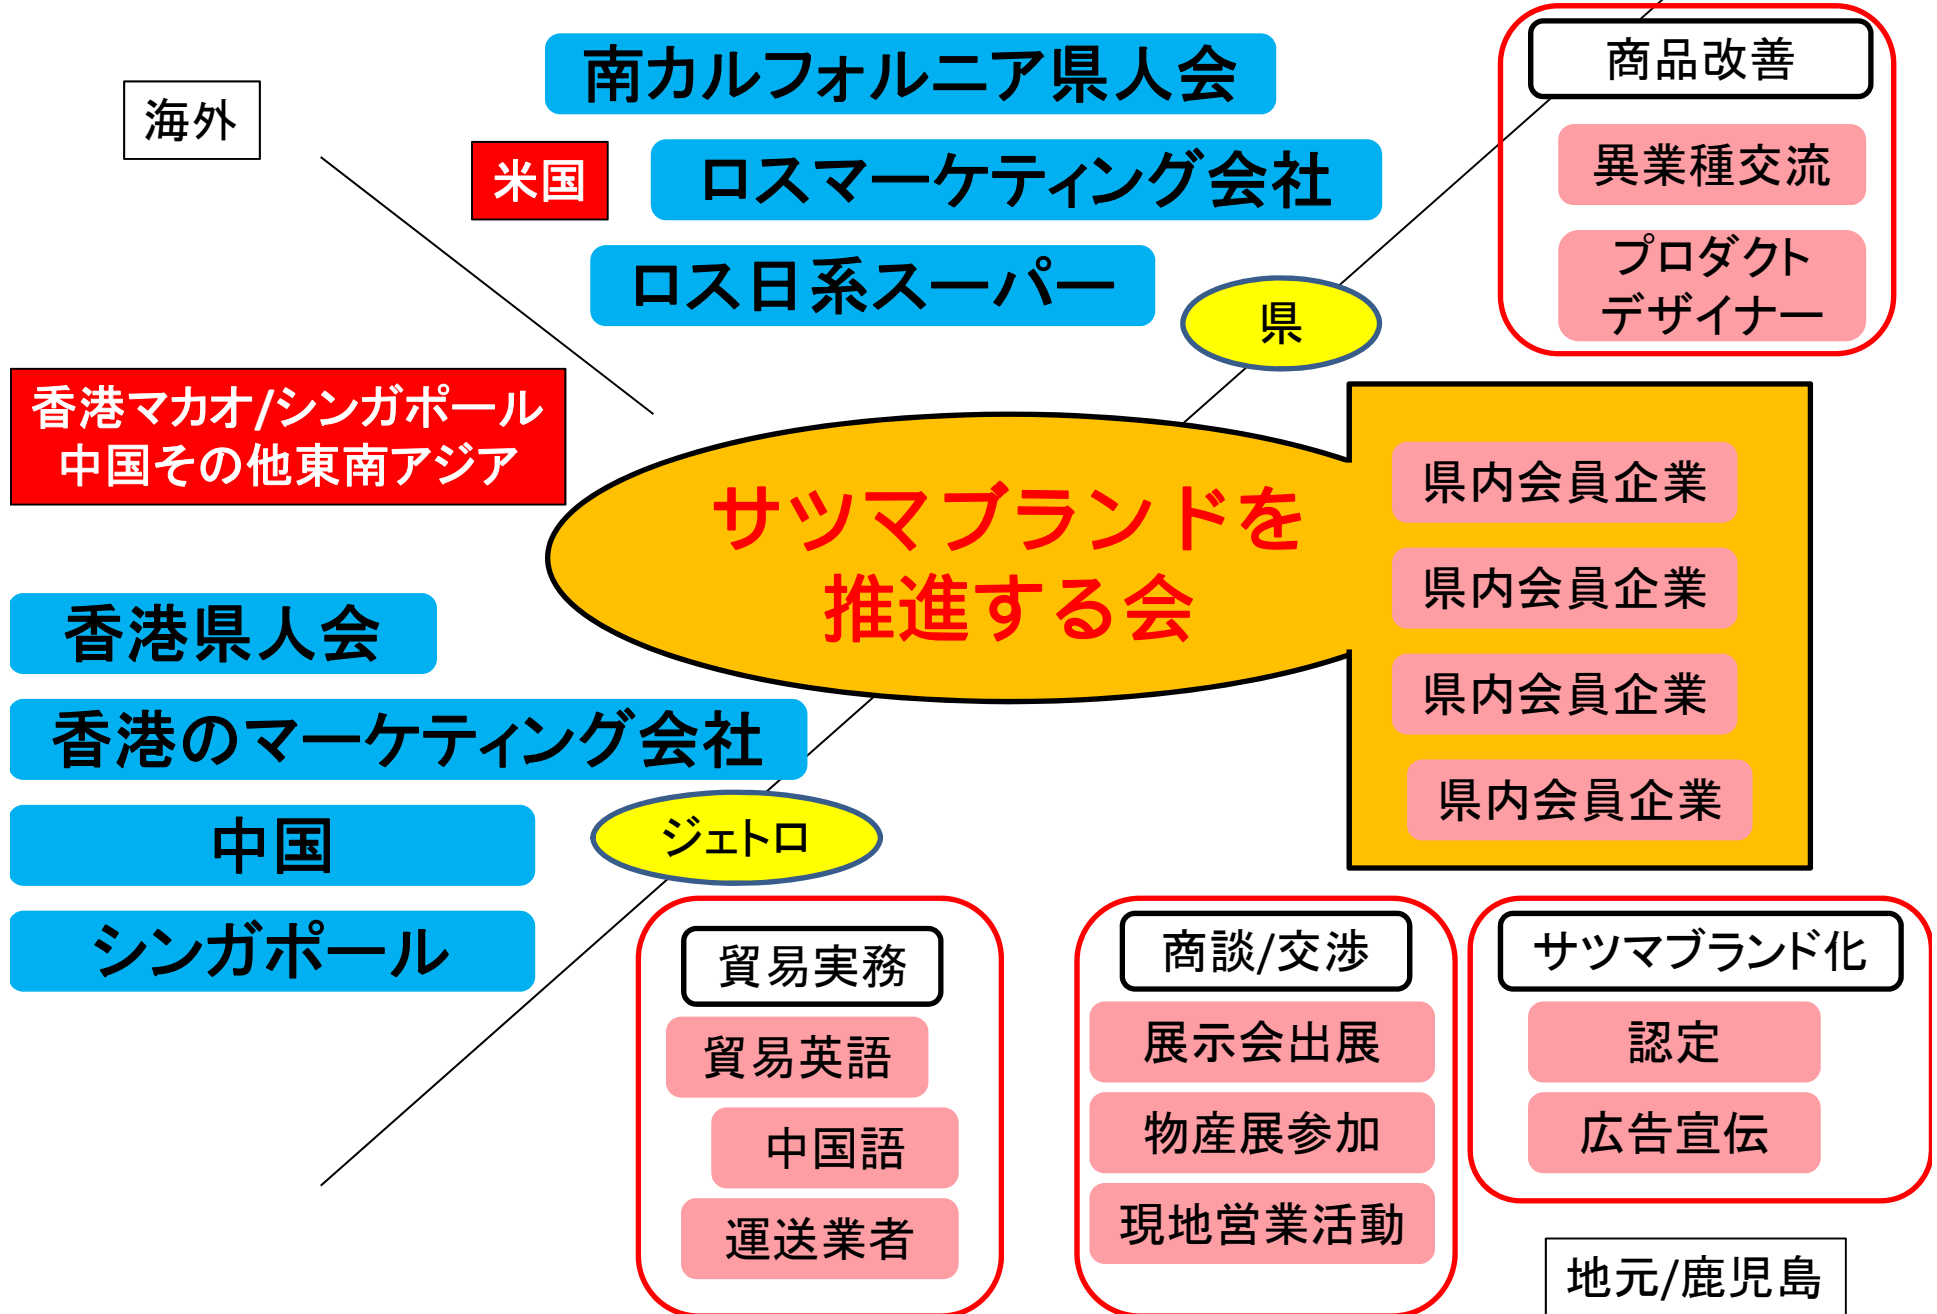 南カルフォルニア県人会
商品改善
海外
米国
ロスマーケティング会社
異業種交流
ロス日系スーパー
プロダクト
デザイナー
県
香港マカオ/シンガポール
中国その他東南アジア
サツマブランドを
推進する会
県内会員企業
県内会員企業
県内会員企業
県内会員企業
香港県人会
香港のマーケティング会社
中国
シンガポール
ジェトロ
貿易実務
貿易英語
中国語
運送業者
商談/交渉
展示会出展
物産展参加
現地営業活動
サツマブランド化
認定
広告宣伝
地元/鹿児島